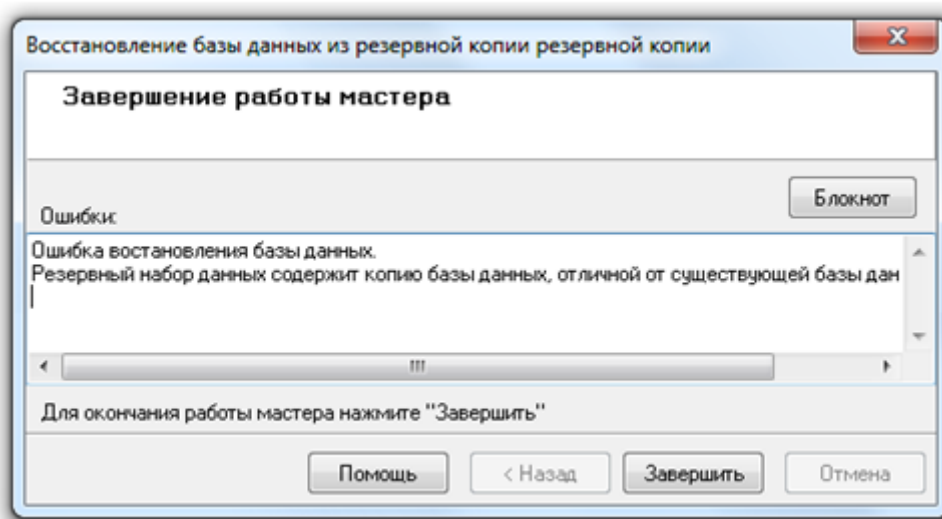 Восстановление базы данных из резервной копии резервной копии
Завершение работы мастера
Блокнот
Ошибки:
Ошибка востановления базы данных.
Резервный набор данных содержит копию базы данных, отличной от существующей базы дан
Для окончания работы мастера нажмите "Завершить"
Помощь
< Назад
Завершить
Отмена